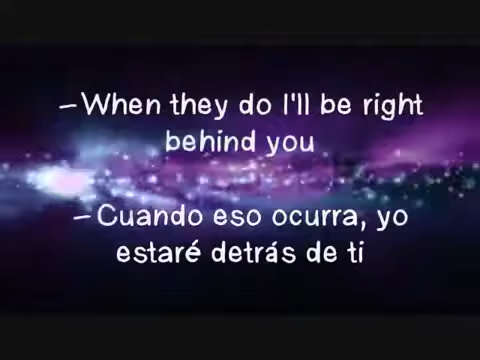 –When they do I'll be right
behind you
–Cuando eso ocurra, yo
estaré detrás de ti